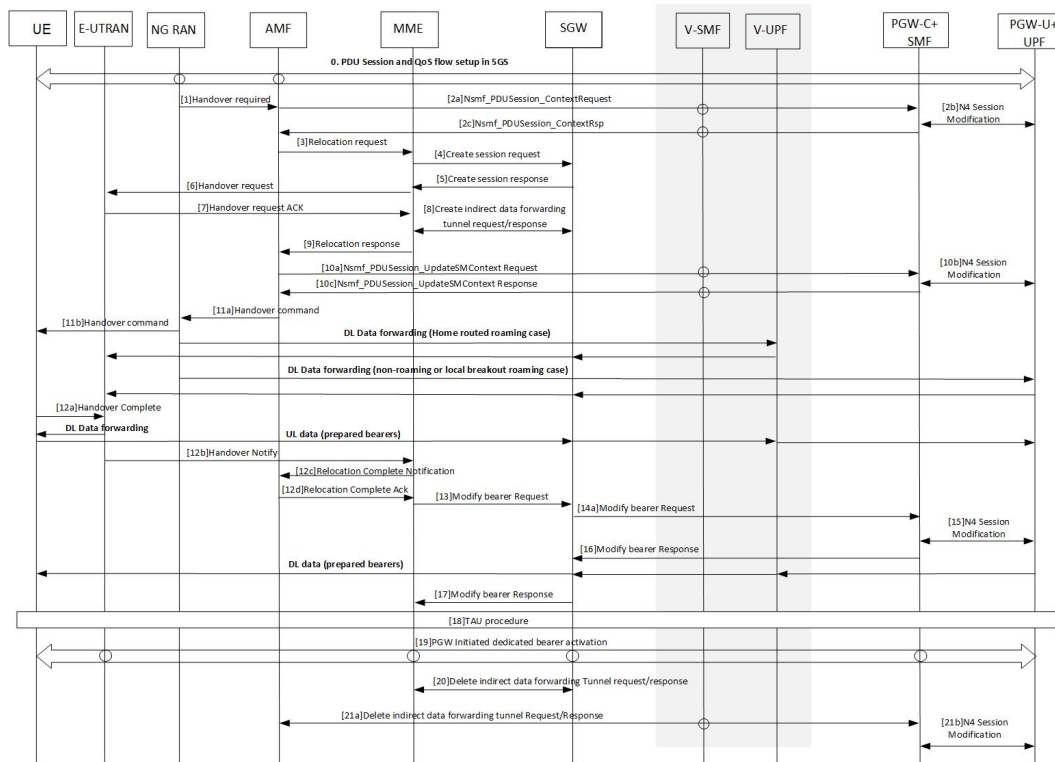 UE
E-UTRAN
NG RAN
AMF
MME
SGW
V-SMF
V-UPF
PGW-C+
SMF
PGW-U+
UPF
0. PDU Session and QoS flow setup in 5GS
[1]Handover required
[2a]Nsmf_PDUSession_ContextRequest
[2b]N4 Session
Modification
[2c]Nsmf_PDUSession_ContextRsp
[3]Relocation request
[4]Create session request
[5]Create session response
[6]Handover request
[7]Handover request ACK
[8]Create indirect data forwarding
tunnel request/response
[9]Relocation response
[10a]Nsmf_PDUSession_UpdateSMContext Request
[10b]N4 Session
Modification
[10c]Nsmf_PDUSession_UpdateSMContext Response
[11a]Handover command
[11b]Handover command
DL Data forwarding (Home routed roaming case)
DL Data forwarding (non-roaming or local breakout roaming case)
[12a]Handover Complete
DL Data forwarding
UL data (prepared bearers)
[12b]Handover Notify
[12c]Relocation Complete Notification
[12d]Relocation Complete Ack
[13]Modify bearer Request
[14a]Modify bearer Request
[15]N4 Session
Modification
[16]Modify bearer Response
DL data (prepared bearers)
[17]Modify bearer Response
[18]TAU procedure
[19]PGW Initiated dedicated bearer activation
[20]Delete indirect data forwarding Tunnel request/response
[21a]Delete indirect data forwarding tunnel Request/Response
[21b]N4 Session
Modification